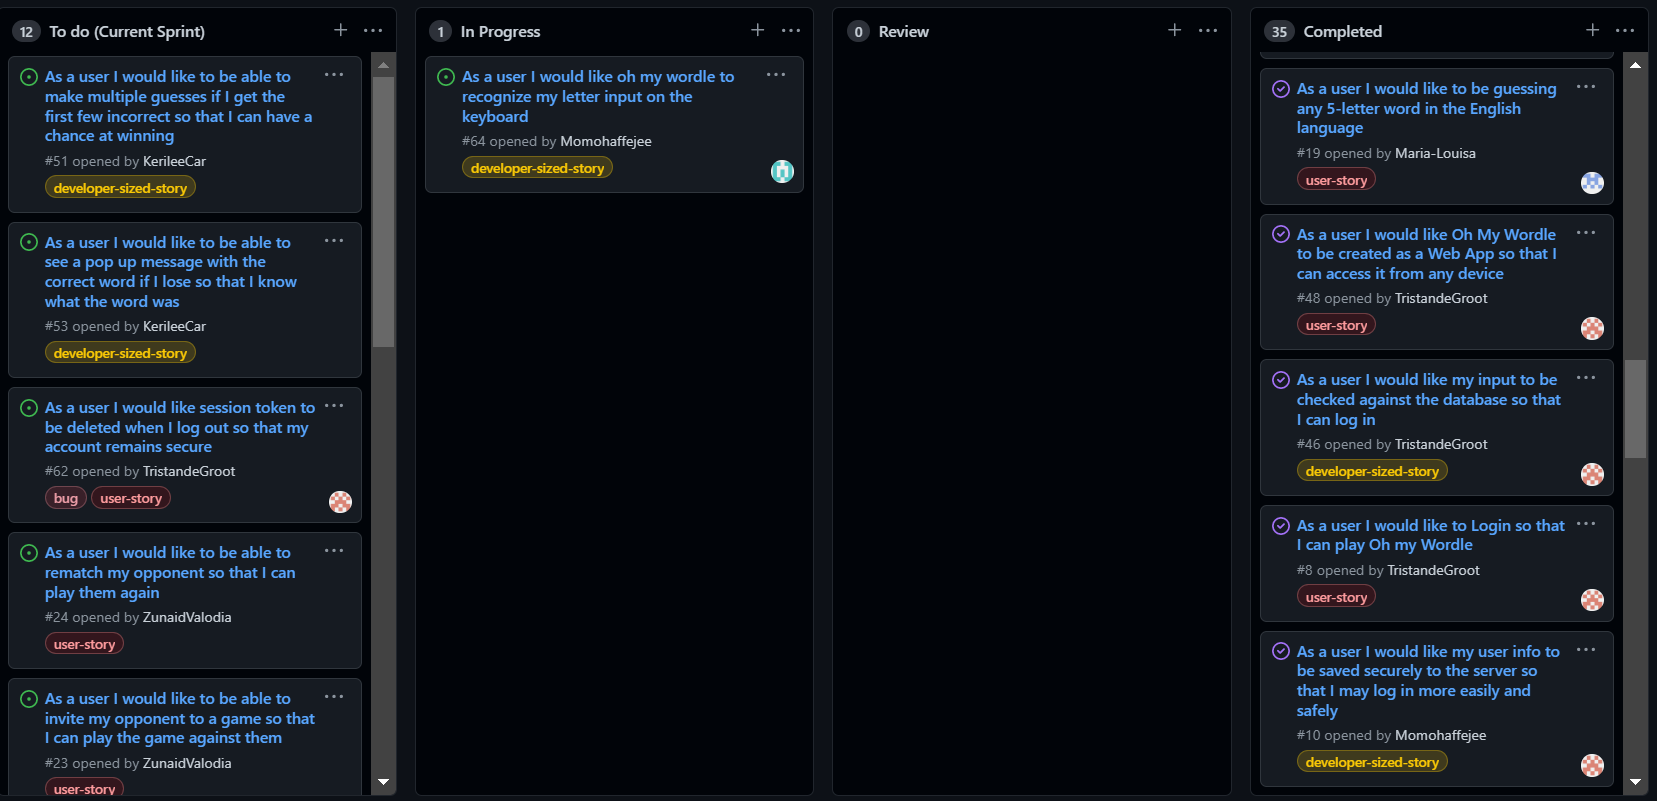 12 To do (Current Sprint)
As a user I would like to be able to
make multiple guesses if I get the
first few incorrect so that I can have a
chance at winning
#51 opened by KerileeCar
developer-sized-story
As a user I would like to be able to
see a pop up message with the
correct word if I lose so that I know
what the word was
#53 opened by KerileeCar
developer-sized-story
As a user I would like session token to
be deleted when I log out so that my
account remains secure
#62 opened by TristandeGroot
bug user-story
As a user I would like to be able to
rematch my opponent so that I can
play them again
#24 opened by ZunaidValodia
user-story
As a user I would like to be able to
invite my opponent to a game so that
I can play the game against them
#23 opened by ZunaidValodia
user-story
1 In Progress
As a user I would like oh my wordle to
recognize my letter input on the
keyboard
#64 opened by Momohaffejee
developer-sized-story
0 Review
35 Completed
As a user I would like to be guessing
any 5-letter word in the English
language
#19 opened by Maria-Louisa
user-story
As a user I would like Oh My Wordle
to be created as a Web App so that I
can access it from any device
#48 opened by TristandeGroot
user-story
As a user I would like my input to be
checked against the database so that
I can log in
#46 opened by TristandeGroot
developer-sized-story
As a user I would like to Login so that
I can play Oh my Wordle
#8 opened by TristandeGroot
user-story
As a user I would like my user info to
be saved securely to the server so
that I may log in more easily and
safely
#10 opened by Momohaffejee
developer-sized-story